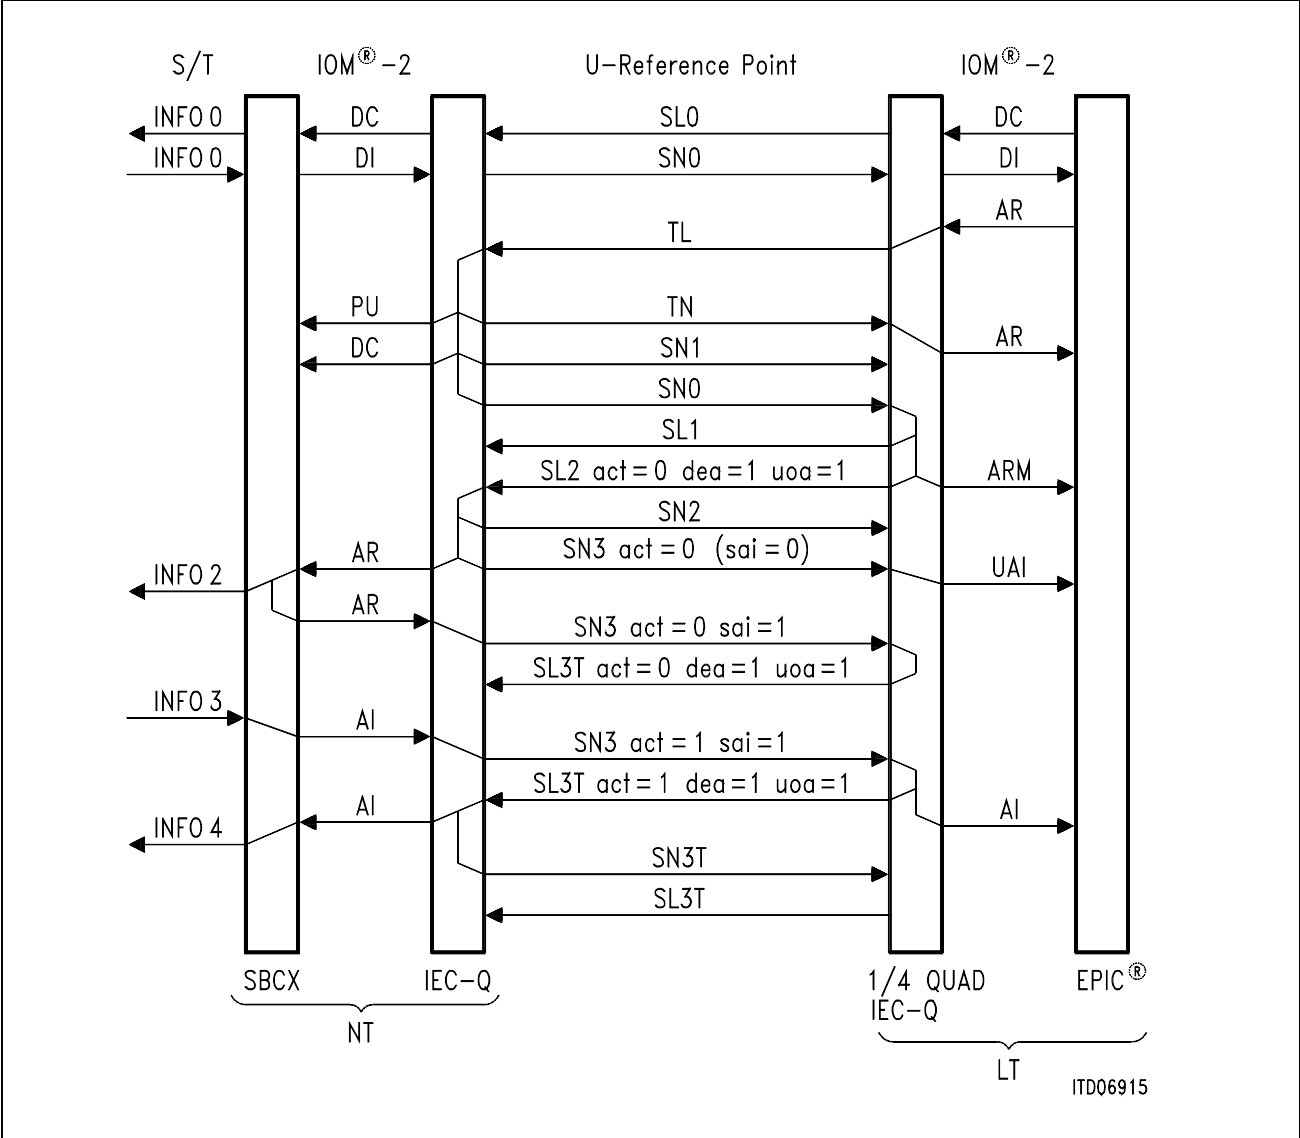 S/T IOM®-2 U-Reference Point IOM®-2
INFO 0 DC SL0 DC
INFO 0 DI SN0 DI
AR
TL
PU TN
AR
DC SN1
SN0
SL1
SL2 act=0 dea=1 uoa=1 ARM
SN2
AR SN3 act=0 (sai=0)
INFO 2 UAI
AR
SN3 act=0 sai=1
SL3T act=0 dea=1 uoa=1
INFO 3
AI
SN3 act=1 sai=1
SL3T act=1 dea=1 uoa=1
AI AI
INFO 4
SN3T
SL3T
SBCX IEC-Q 1/4 QUAD EPIC®
IEC-Q
NT
LT
ITD06915